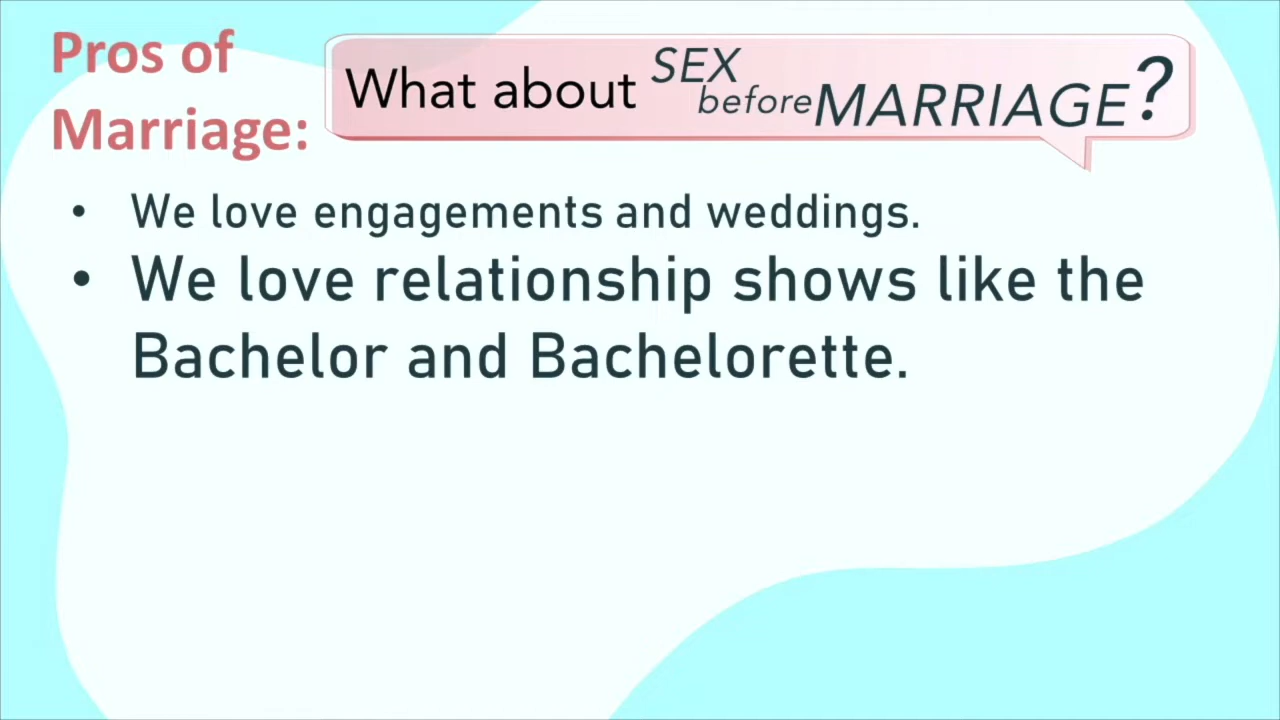 Pros of
Marriage:
What about SEX before MARRIAGE?
• We love engagements and weddings.
• We love relationship shows like the
Bachelor and Bachelorette.